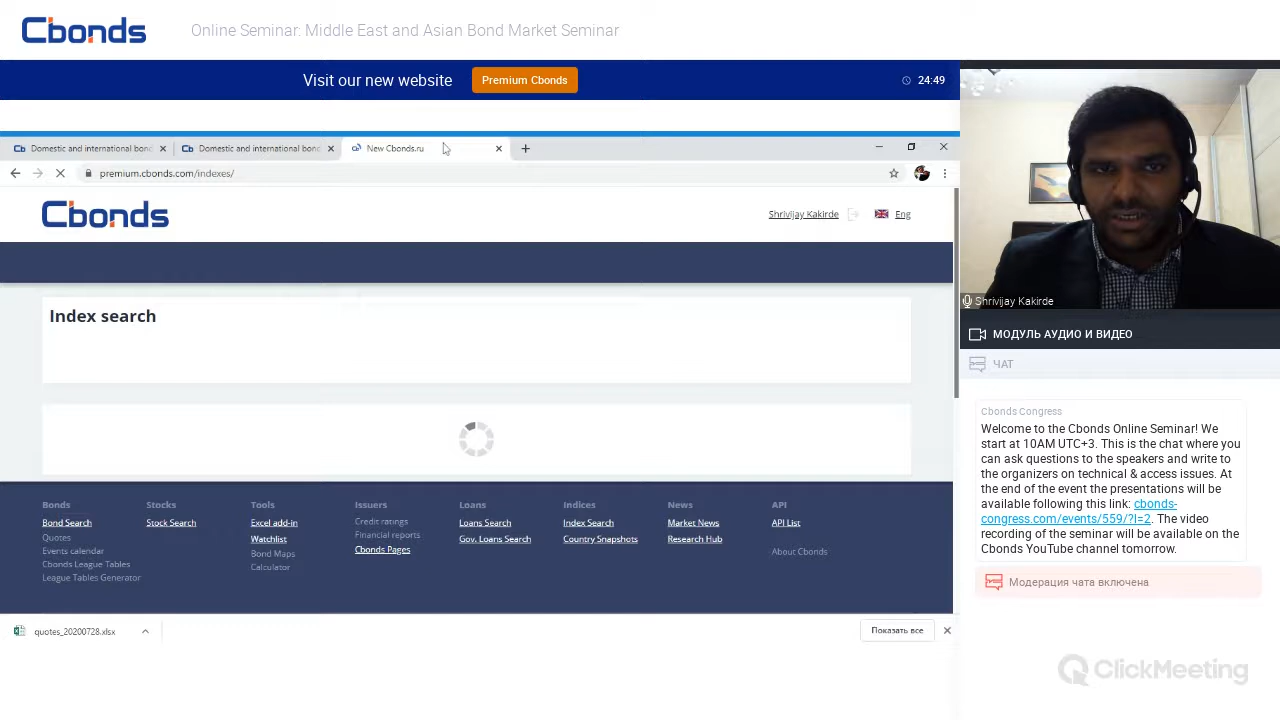 Cbonds
Online Seminar: Middle East and Asian Bond Market Seminar
Visit our new website
Premium Cbonds
24:49
Domestic and international bond
Domestic and international bond
New Cbonds.ru
premium.cbonds.com/indexes/
Cbonds
Shrivijay Kakirde
Eng
Index search
Bonds
Bond Search
Quotes
Events calendar
Cbonds League Tables
League Tables Generator
Stocks
Stock Search
Tools
Excel add-in
Watchlist
Bond Maps
Calculator
Issuers
Credit ratings
Financial reports
Cbonds Pages
Loans
Loans Search
Gov. Loans Search
Indices
Index Search
Country Snapshots
News
Market News
Research Hub
API
API List
About Cbonds
quotes_20200728.xlsx
Показать все
Shrivijay Kakirde
МОДУЛЬ АУДИО И ВИДЕО
ЧАТ
Cbonds Congress
Welcome to the Cbonds Online Seminar! We
start at 10AM UTC+3. This is the chat where you
can ask questions to the speakers and write to
the organizers on technical & access issues. At
the end of the event the presentations will be
available following this link: cbonds-
congress.com/events/559/?l=2. The video
recording of the seminar will be available on the
Cbonds YouTube channel tomorrow.
Модерация чата включена
ClickMeeting